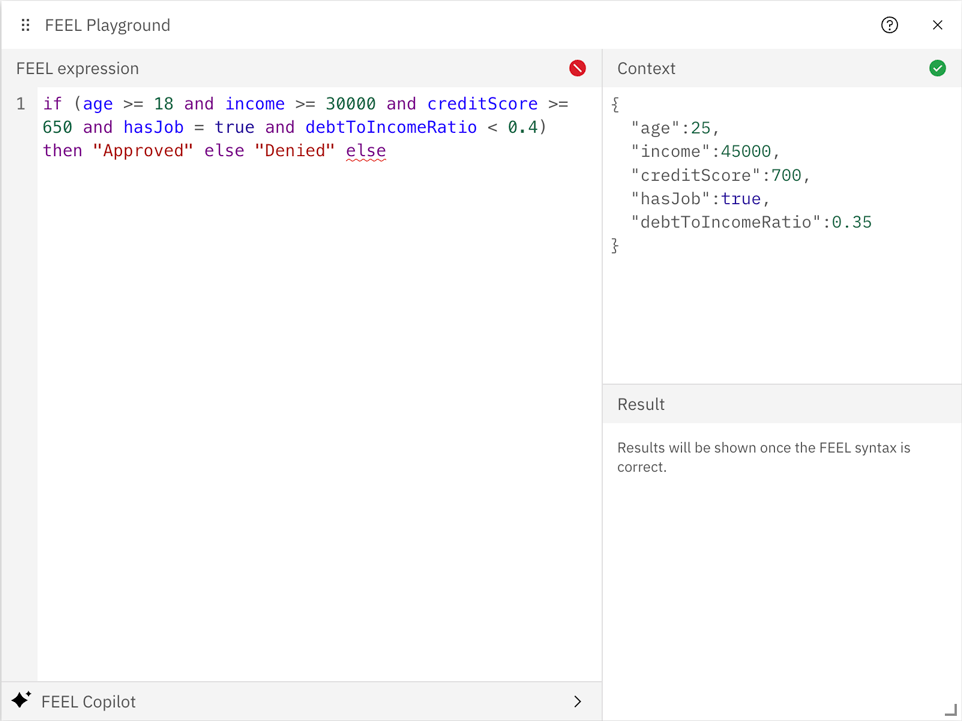 FEEL Playground
FEEL expression
1 if (age >= 18 and income >= 30000 and creditScore >=
650 and hasJob = true and debtToIncomeRatio < 0.4)
then "Approved" else "Denied" else
FEEL Copilot
Context
{
"age":25,
"income":45000,
"creditScore":700,
"hasJob":true,
"debtToIncomeRatio":0.35
}
Result
Results will be shown once the FEEL syntax is
correct.